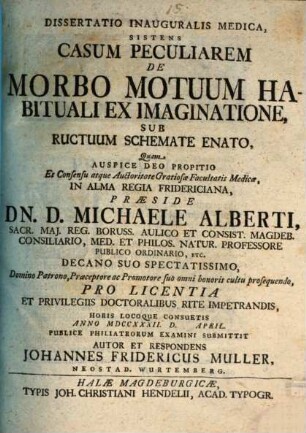 DISSERTATIO INAUGURALIS MEDICA,
SISTENS
CASUM PECULIAREM
DE
MORBO MOTUUM HA-
BITUALI EX IMAGINATIONE,
SUB
RUCTUUM SCHEMATE ENATO,
Quam
AUSPICE DEO PROPITIO
Et Consensu atque Auctoritate Gratiosæ Facultatis Medicæ,
IN ALMA REGIA FRIDERICIANA,
PRÆSIDE
DN. D. MICHAELE ALBERTI,
SACR. MAJ. REG. BORUSS. AULICO ET CONSIST. MAGDEB.
CONSILIARIO, MED. ET PHILOS. NATUR. PROFESSORE
PUBLICO ORDINARIO, ETC.
DECANO SUO SPECTATISSIMO,
Domino Patrono, Præceptore ac Promotore sub omni honoris cultu prosequendo,
PRO LICENTIA
ET PRIVILEGIIS DOCTORALIBUS RITE IMPETRANDIS,
HORIS LOCOQUE CONSUETIS
ANNO MDCCXXXII D. APRIL.
PUBLICE PHILIATRORUM EXAMINI SUBMITTIT
AUTOR ET RESPONDENS
JOHANNES FRIDERICUS MULLER,
NEOSTAD. WURTEMBERG.
HALÆ MAGDEBURGICÆ,
TYPIS JOH. CHRISTIANI HENDELII, ACAD. TYPOGR.